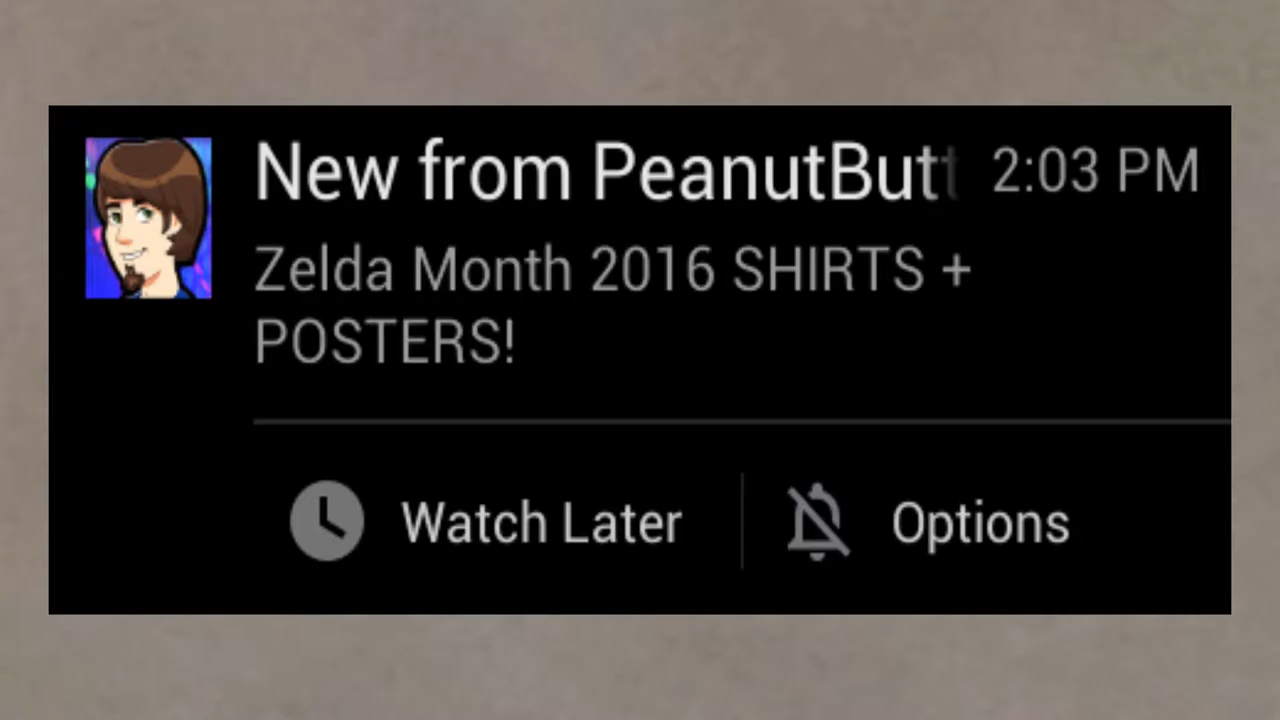 New from PeanutButt 2:03 PM
Zelda Month 2016 SHIRTS +
POSTERS!
Watch Later Options